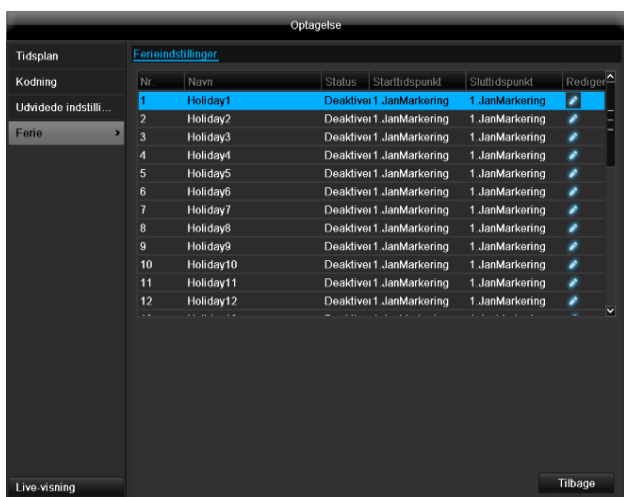 Optagelse
Tidsplan
Kodning
Udvidede indstilli...
Ferie >
Live-visning
Ferieindstillinger
Nr. Navn Status Starttidspunkt Sluttidspunkt Rediger
1 Holiday1 Deaktiver 1.JanMarkering 1.JanMarkering
2 Holiday2 Deaktiver 1.JanMarkering 1.JanMarkering
3 Holiday3 Deaktiver 1.JanMarkering 1.JanMarkering
4 Holiday4 Deaktiver 1.JanMarkering 1.JanMarkering
5 Holiday5 Deaktiver 1.JanMarkering 1.JanMarkering
6 Holiday6 Deaktiver 1.JanMarkering 1.JanMarkering
7 Holiday7 Deaktiver 1.JanMarkering 1.JanMarkering
8 Holiday8 Deaktiver 1.JanMarkering 1.JanMarkering
9 Holiday9 Deaktiver 1.JanMarkering 1.JanMarkering
10 Holiday10 Deaktiver 1.JanMarkering 1.JanMarkering
11 Holiday11 Deaktiver 1.JanMarkering 1.JanMarkering
12 Holiday12 Deaktiver 1.JanMarkering 1.JanMarkering
Tilbage